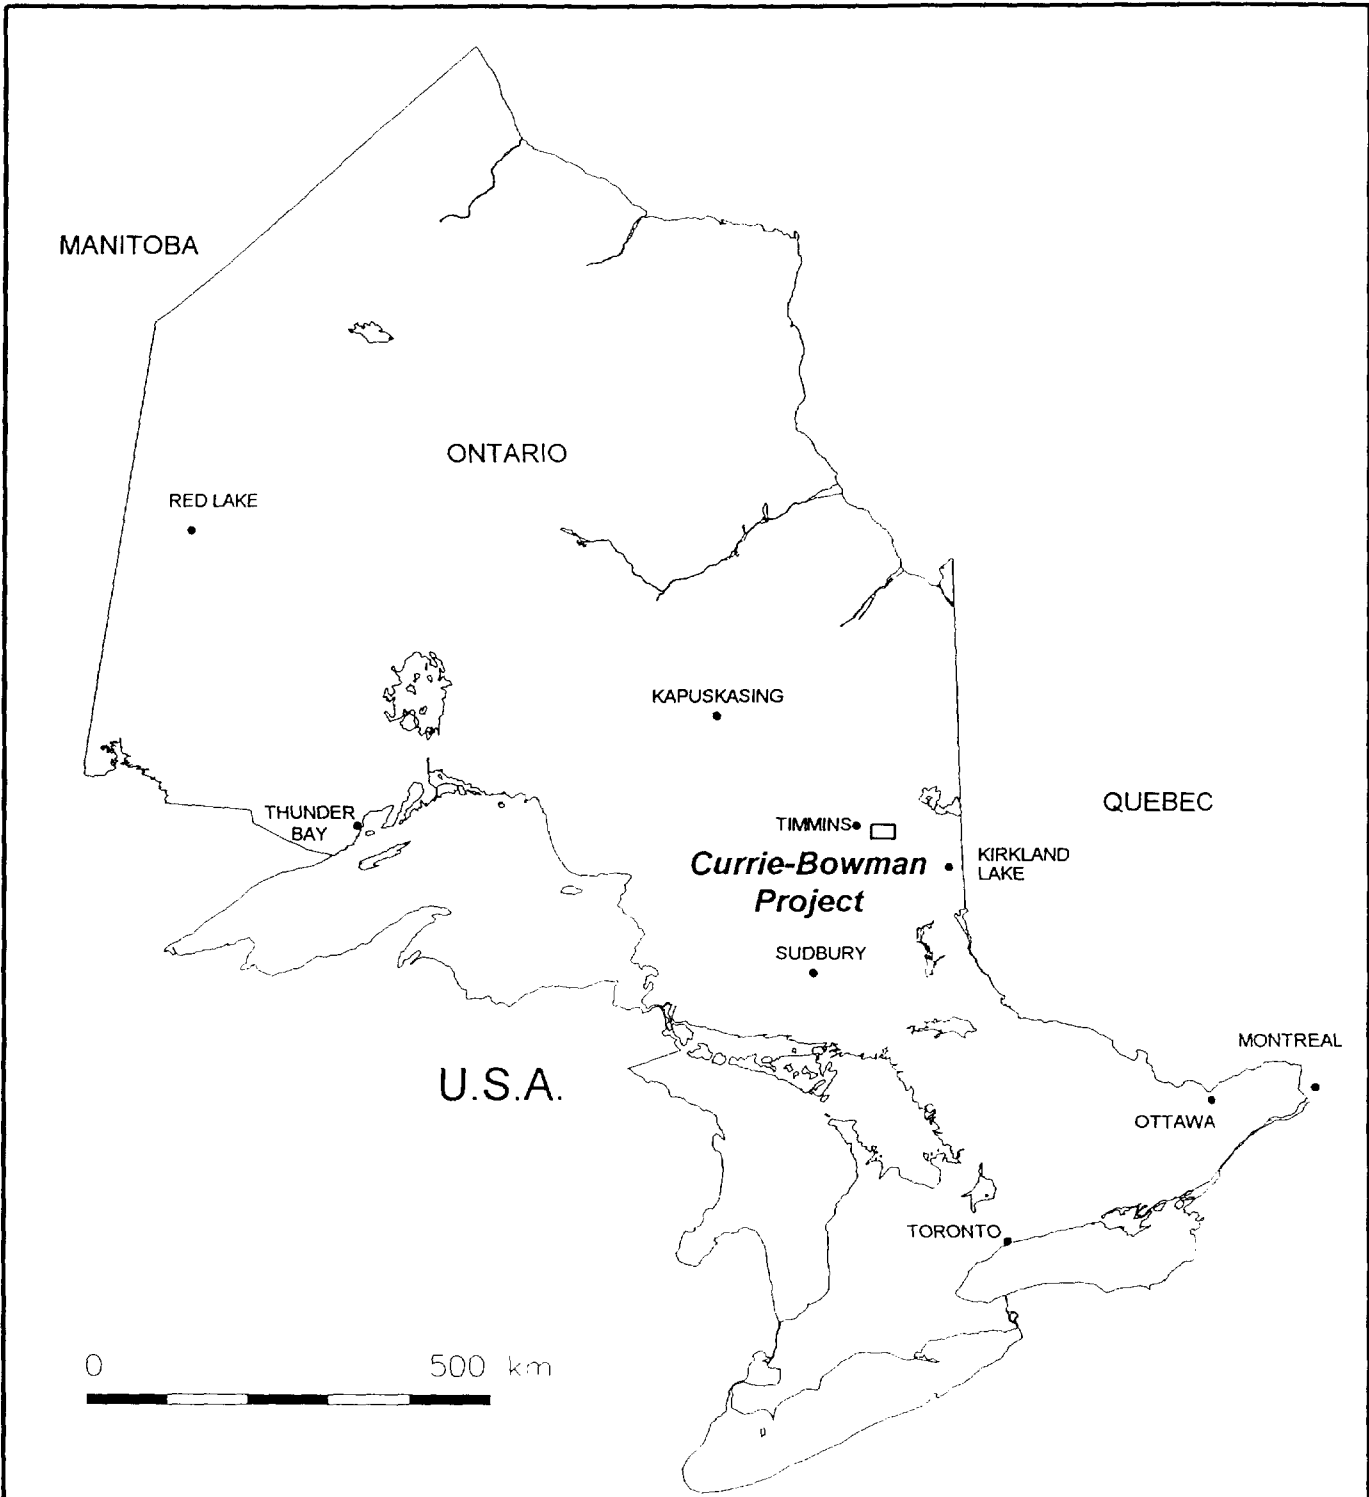 MANITOBA
ONTARIO
RED LAKE
KAPUSKASING
THUNDER
BAY
TIMMINS
QUEBEC
KIRKLAND
LAKE
Currie-Bowman
Project
SUDBURY
MONTREAL
U.S.A.
OTTAWA
TORONTO
0 500 km